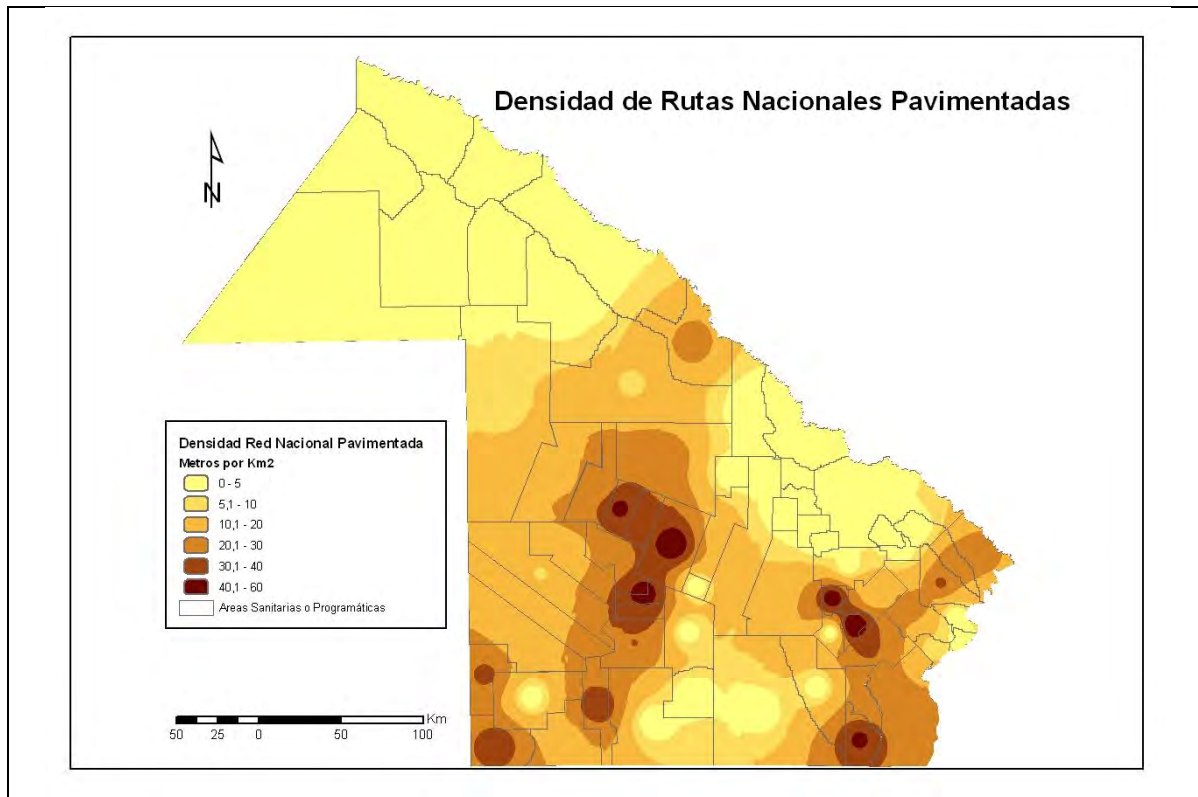 Densidad de Rutas Nacionales Pavimentadas
N
Densidad Red Nacional Pavimentada
Metros por Km2
0 - 5
5,1 - 10
10,1 - 20
20,1 - 30
30,1 - 40
40,1 - 60
Areas Sanitarias o Programáticas
Km
50 25 0 50 100